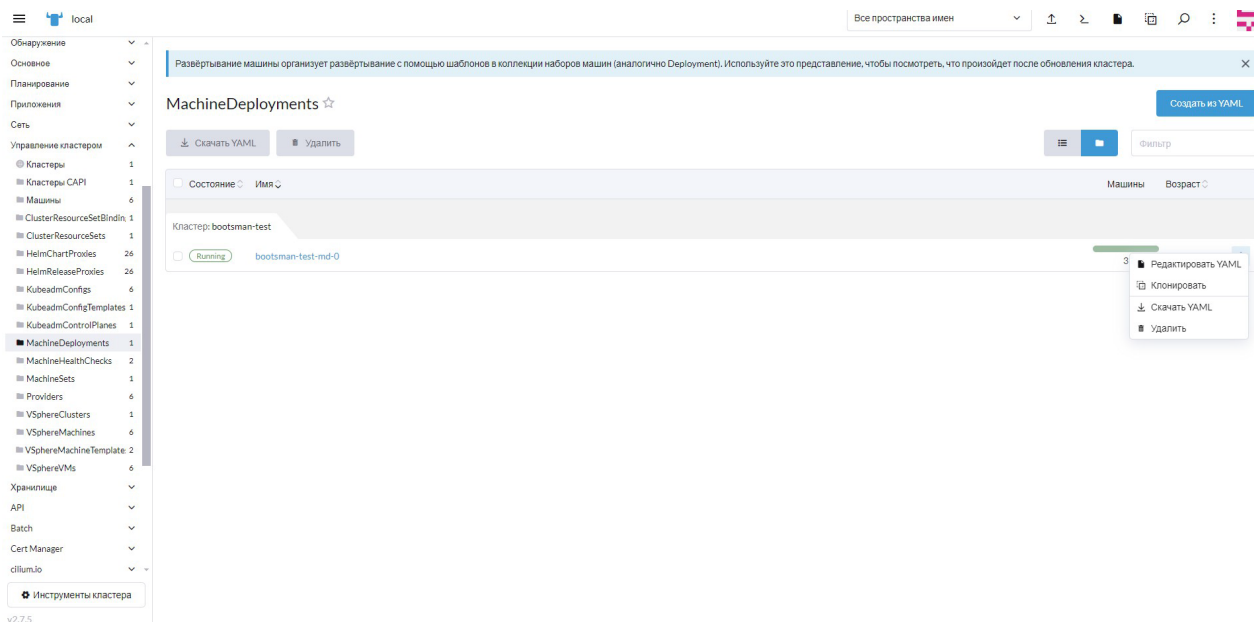 local
Все пространства имен
Обнаружение
Основное
Планирование
Приложения
Сеть
Управление кластером
Кластеры 1
Кластеры CAPI 1
Машины 6
ClusterResourceSetBindin 1
ClusterResourceSets 1
HelmChartProxies 26
HelmReleaseProxies 26
KubeadmConfigs 6
KubeadmConfigTemplates 1
KubeadmControlPlanes 1
MachineDeployments 1
MachineHealthChecks 2
MachineSets 1
Providers 6
VSphereClusters 1
VSphereMachines 6
VSphereMachineTemplate 2
VSphereVMs 6
Хранилище
API
Batch
Cert Manager
cilium.io
Инструменты кластера
v2.7.5
Развёртывание машины организует развёртывание с помощью шаблонов в коллекции наборов машин (аналогично Deployment). Используйте это представление, чтобы посмотреть, что произойдет после обновления кластера.
MachineDeployments
Создать из YAML
Скачать YAML Удалить
Фильтр
Состояние Имя Машины Возраст
Кластер: bootsman-test
Running bootsman-test-md-0
3
Редактировать YAML
Клонировать
Скачать YAML
Удалить